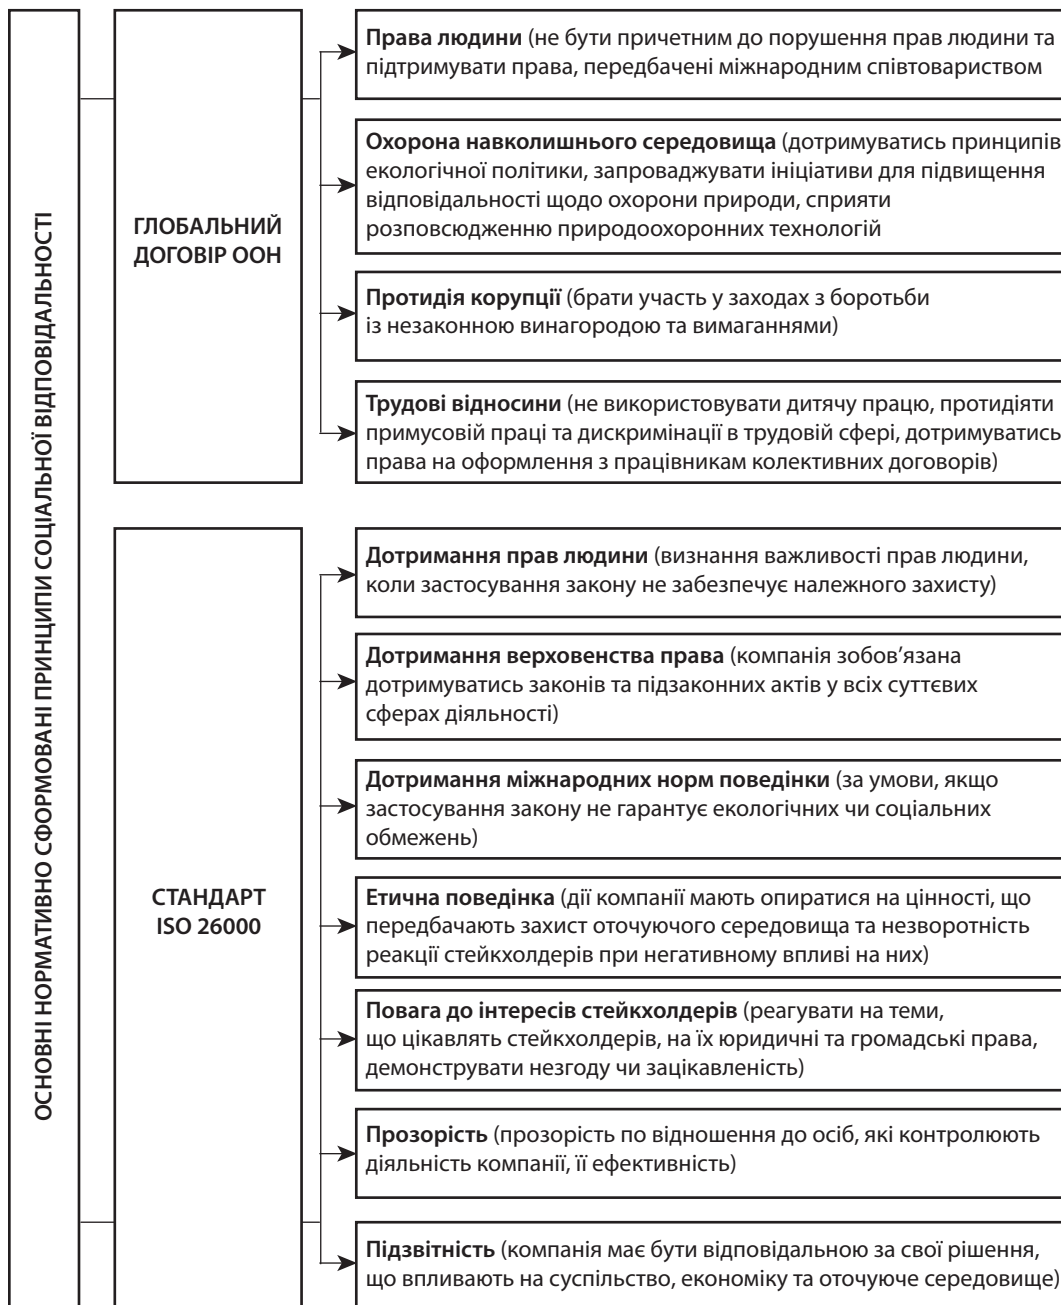 ОСНОВНІ НОРМАТИВНО СФОРМОВАНІ ПРИНЦИПИ СОЦІАЛЬНОЇ ВІДПОВІДАЛЬНОСТІ
ГЛОБАЛЬНИЙ
ДОГОВІР ООН
Права людини (не бути причетним до порушення прав людини та
підтримувати права, передбачені міжнародним співтовариством
Охорона навколишнього середовища (дотримуватись принципів
екологічної політики, запроваджувати ініціативи для підвищення
відповідальності щодо охорони природи, сприяти
розповсюдженню природоохоронних технологій
Протидія корупції (брати участь у заходах з боротьби
із незаконною винагородою та вимаганнями)
Трудові відносини (не використовувати дитячу працю, протидіяти
примусовій праці та дискримінації в трудовій сфері, дотримуватись
права на оформлення з працівникам колективних договорів)
СТАНДАРТ
ISO 26000
Дотримання прав людини (визнання важливості прав людини,
коли застосування закону не забезпечує належного захисту)
Дотримання верховенства права (компанія зобов’язана
дотримуватись законів та підзаконних актів у всіх суттєвих
сферах діяльності)
Дотримання міжнародних норм поведінки (за умови, якщо
застосування закону не гарантує екологічних чи соціальних
обмежень)
Етична поведінка (дії компанії мають опиратися на цінності, що
передбачають захист оточуючого середовища та незворотність
реакції стейкхолдерів при негативному впливі на них)
Повага до інтересів стейкхолдерів (реагувати на теми,
що цікавлять стейкхолдерів, на їх юридичні та громадські права,
демонструвати незгоду чи зацікавленість)
Прозорість (прозорість по відношення до осіб, які контролюють
діяльність компанії, її ефективність)
Підзвітність (компанія має бути відповідальною за свої рішення,
що впливають на суспільство, економіку та оточуюче середовище)